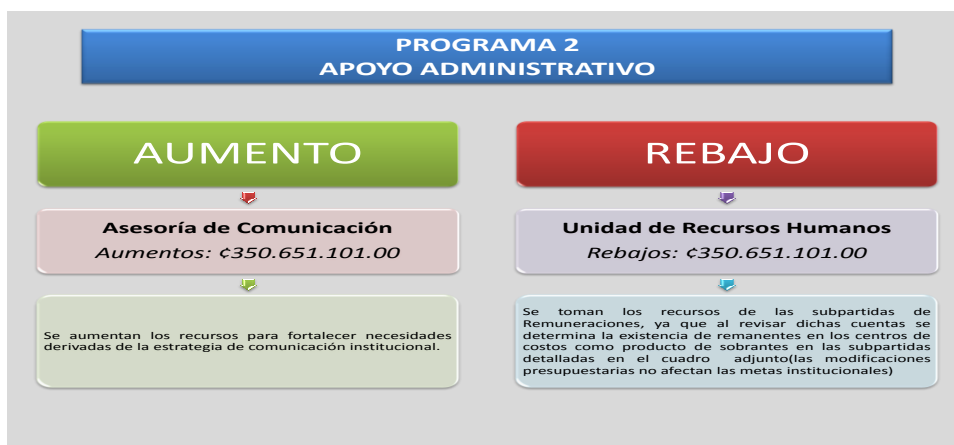 PROGRAMA 2
APOYO ADMINISTRATIVO
AUMENTO
Asesoría de Comunicación
Aumentos: ¢350.651.101.00
Se aumentan los recursos para fortalecer necesidades
derivadas de la estrategia de comunicación institucional.
REBAJO
Unidad de Recursos Humanos
Rebajos: ¢350.651.101.00
Se toman los recursos de las subpartidas de
Remuneraciones, ya que al revisar dichas cuentas se
determina la existencia de remanentes en los centros de
costos como producto de sobrantes en las subpartidas
detalladas en el cuadro adjunto(las modificaciones
presupuestarias no afectan las metas institucionales)